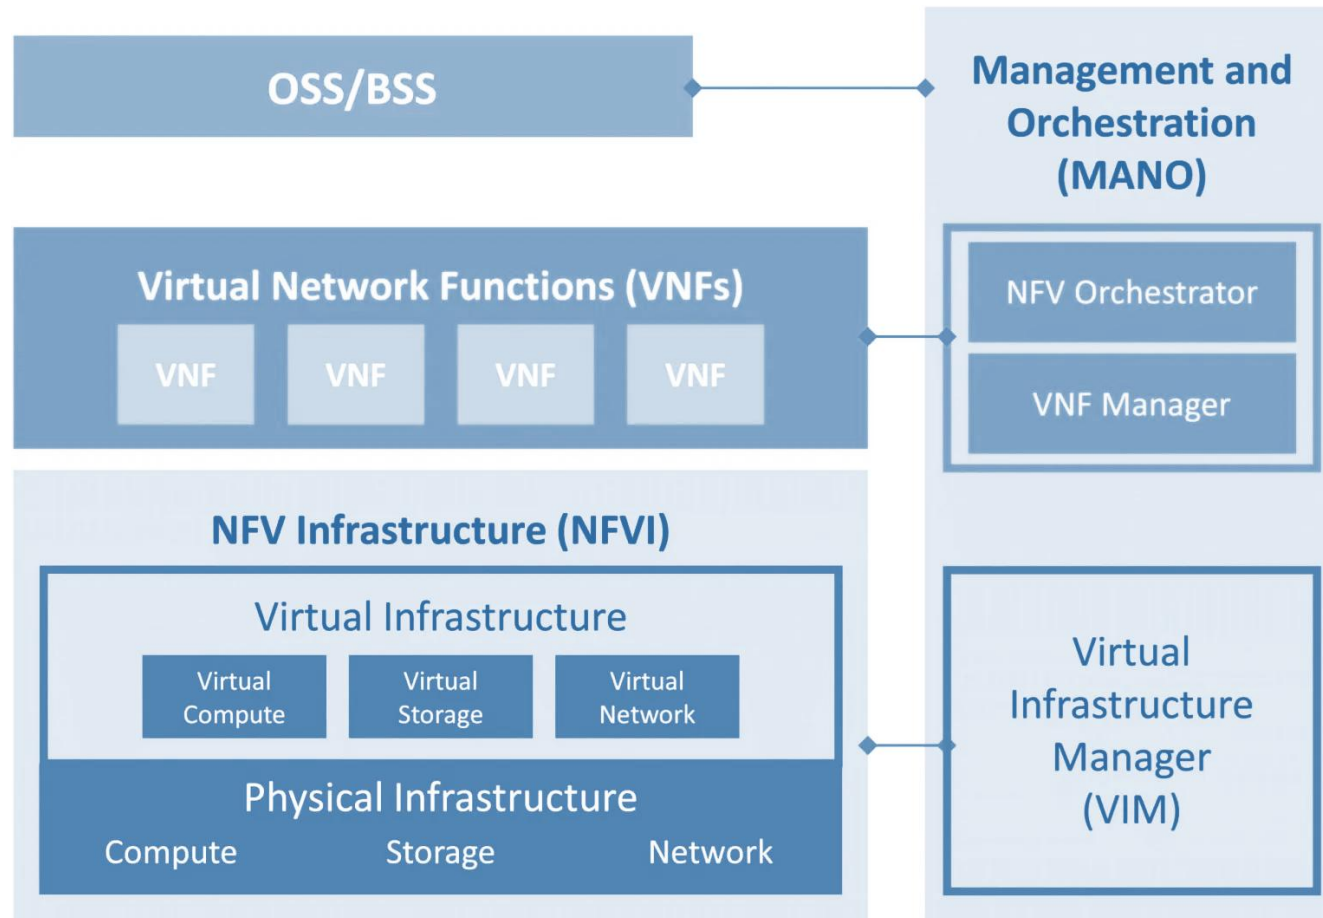 OSS/BSS
Management and
Orchestration
(MANO)
Virtual Network Functions (VNFs)
VNF VNF VNF VNF
NFV Orchestrator
VNF Manager
NFV Infrastructure (NFVI)
Virtual Infrastructure
Virtual
Compute
Virtual
Storage
Virtual
Network
Physical Infrastructure
Compute Storage Network
Virtual
Infrastructure
Manager
(VIM)